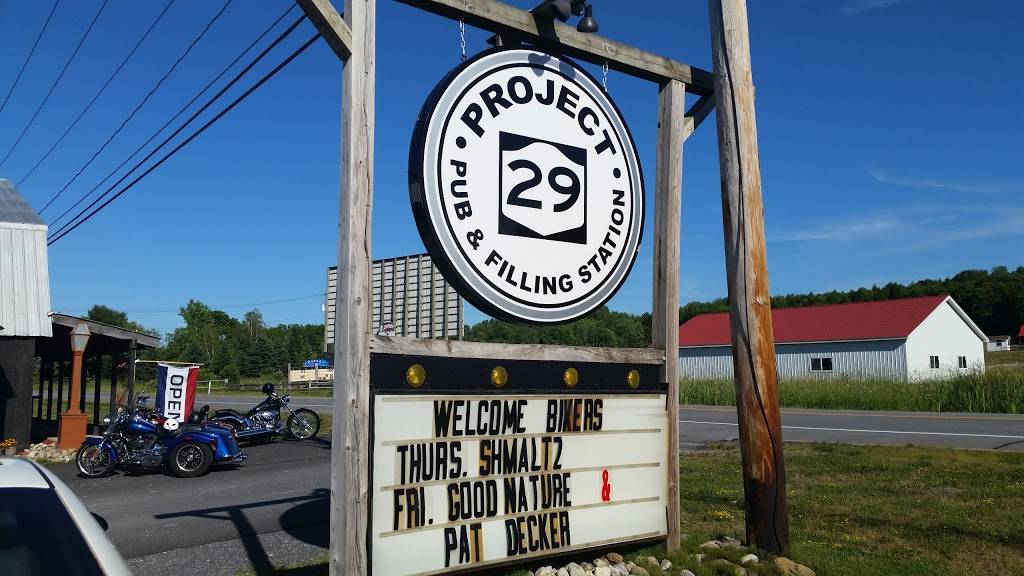 PROJECT
29
PUB & FILLING STATION
WELCOME BIKERS
THURS. SHMALTZ
FRI. GOOD NATURE &
PAT DECKER
OPEN